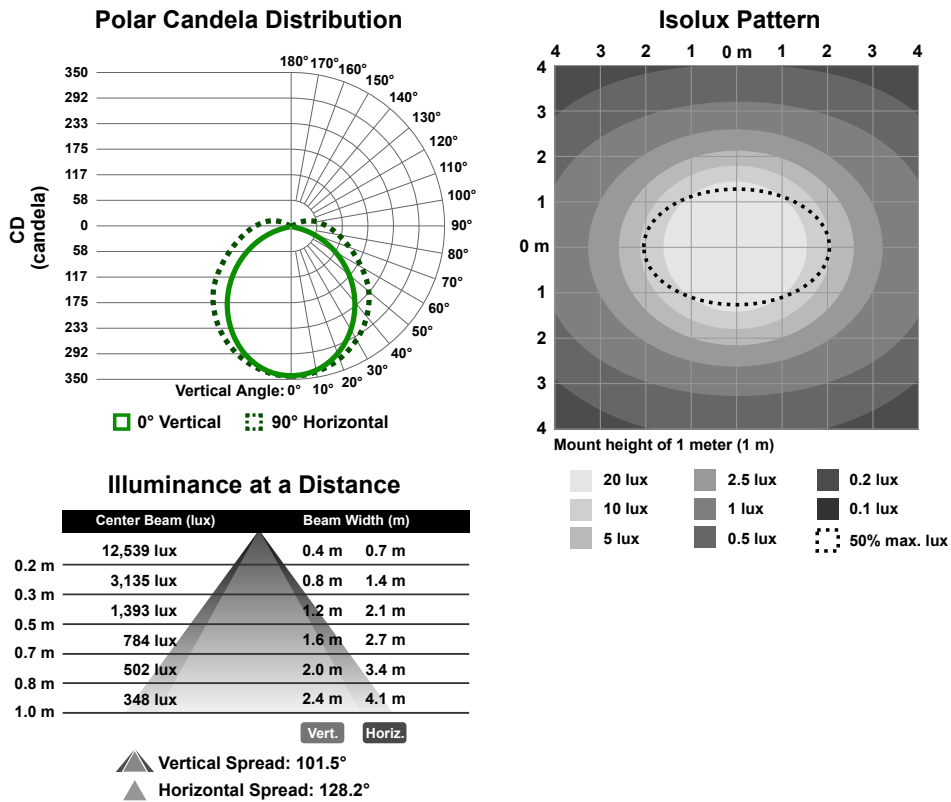 Polar Candela Distribution
180° 170° 160° 150° 140° 130° 120° 110° 100° 90° 80° 70° 60° 50° 40° 30° 20° 10°
350
292
233
175
117
58
0
58
117
175
233
292
350
CD
(candela)
Vertical Angle: 0°
0° Vertical 90° Horizontal
Isolux Pattern
4 3 2 1 0 m 1 2 3 4
4
3
2
1
0 m
1
2
3
4
Mount height of 1 meter (1 m)
20 lux 2.5 lux 0.2 lux
10 lux 1 lux 0.1 lux
5 lux 0.5 lux 50% max. lux
Illuminance at a Distance
Center Beam (lux) Beam Width (m)
12,539 lux 0.4 m 0.7 m
0.2 m
3,135 lux 0.8 m 1.4 m
0.3 m
1,393 lux 1.2 m 2.1 m
0.5 m
784 lux 1.6 m 2.7 m
0.7 m
502 lux 2.0 m 3.4 m
0.8 m
348 lux 2.4 m 4.1 m
1.0 m
Vert. Horiz.
Vertical Spread: 101.5°
Horizontal Spread: 128.2°